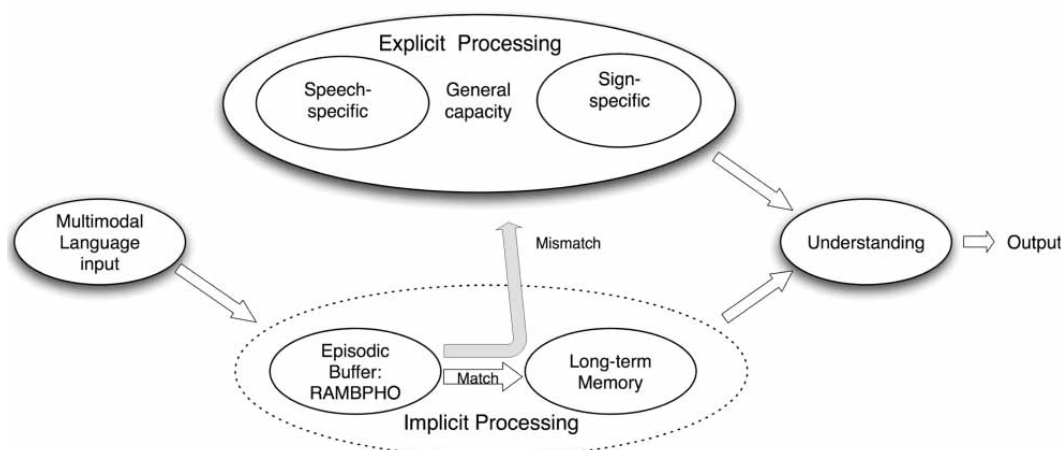 Explicit Processing
Speech-
specific
General
capacity
Sign-
specific
Multimodal
Language
input
Mismatch
Understanding
Output
Episodic
Buffer:
RAMBPHO
Match
Long-term
Memory
Implicit Processing